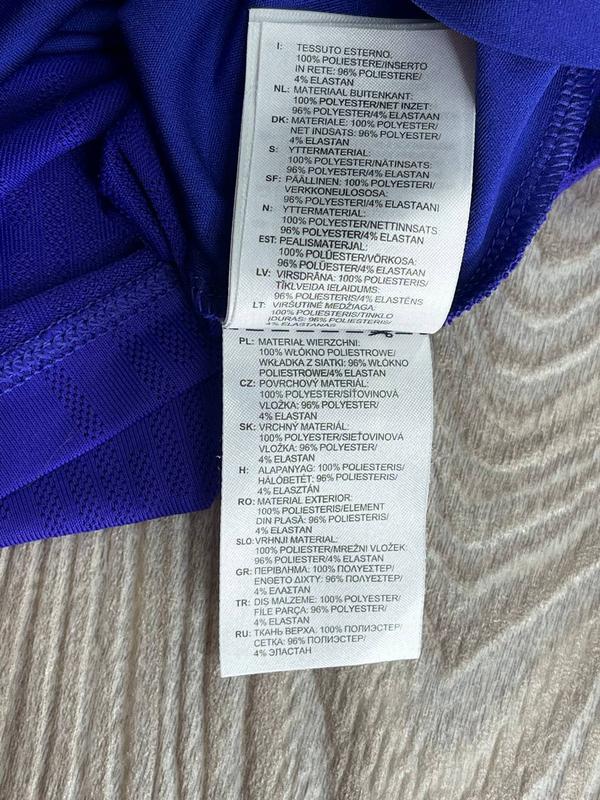 I: TESSUTO ESTERNO:
100% POLIESTERE/INSERTO
IN RETE: 96% POLIESTERE/
4% ELASTAN
NL: MATERIAAL BUITENKANT:
100% POLYESTER/NET INZET:
96% POLYESTER/4% ELASTAAN
DK: MATERIALE: 100% POLYESTER/
NET INDSATS: 96% POLYESTER/
4% ELASTAN
S: YTTERMATERIAL:
100% POLYESTER/NÄTINSATS:
96% POLYESTER/4% ELASTAN
SF: PÄÄLLINEN: 100% POLYESTERI/
VERKKONEULOSOSA:
96% POLYESTERI/4% ELASTAANI
N: YTTERMATERIAL:
100% POLYESTER/NETTINNSATS:
96% POLYESTER/4% ELASTAN
EST: PEALISMATERJAL:
100% POLÜESTER/VÕRKOSA:
96% POLÜESTER/4% ELASTAAN
LV: VIRSDRĀNA: 100% POLIESTERIS/
TĪKLVEIDA IELAIDUMS:
96% POLIESTERIS/4% ELASTĒNS
LT: VIRŠUTINĖ MEDŽIAGA:
100% POLIESTERIS/TINKLO
ĮDURAS: 96% POLIESTERIS/
4% ELASTANAS
PL: MATERIAŁ WIERZCHNI:
100% WŁÓKNO POLIESTROWE/
WKŁADKA Z SIATKI: 96% WŁÓKNO
POLIESTROWE/4% ELASTAN
CZ: POVRCHOVÝ MATERIÁL:
100% POLYESTER/SÍŤOVINOVÁ
VLOŽKA: 96% POLYESTER/
4% ELASTAN
SK: VRCHNÝ MATERIÁL:
100% POLYESTER/SIEŤOVINOVÁ
VLOŽKA: 96% POLYESTER/
4% ELASTAN
H: ALAPANYAG: 100% POLIESTERIS/
HÁLÓBETÉT: 96% POLIESTERIS/
4% ELASZTÁN
RO: MATERIAL EXTERIOR:
100% POLIESTERIS/ELEMENT
DIN PLASĂ: 96% POLIESTERIS/
4% ELASTAN
SLO: VRHNJI MATERIAL:
100% POLIESTER/MREŽNI VLOŽEK:
96% POLIESTER/4% ELASTAN
GR: ΠΕΡΙΒΛΗΜΑ: 100% ΠΟΛΥΕΣΤΕΡ/
ΕΝΘΕΤΟ ΔΙΧΤΥ: 96% ΠΟΛΥΕΣΤΕΡ/
4% ΕΛΑΣΤΑΝ
TR: DIS MALZEME: 100% POLYESTER/
FİLE PARÇA: 96% POLYESTER/
4% ELASTAN
RU: ТКАНЬ ВЕРХА: 100% ПОЛИЭСТЕР/
СЕТКА: 96% ПОЛИЭСТЕР/
4% ЭЛАСТАН